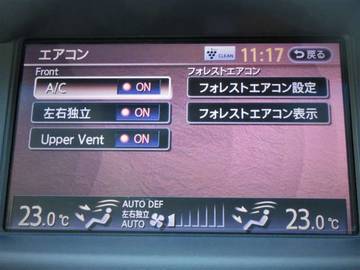 エアコン CLEAN 11:17 戻る
Front フォレストエアコン
A/C ON フォレストエアコン設定
左右独立 ON フォレストエアコン表示
Upper Vent ON
AUTO DEF
左右独立
AUTO
23.0℃ 23.0℃